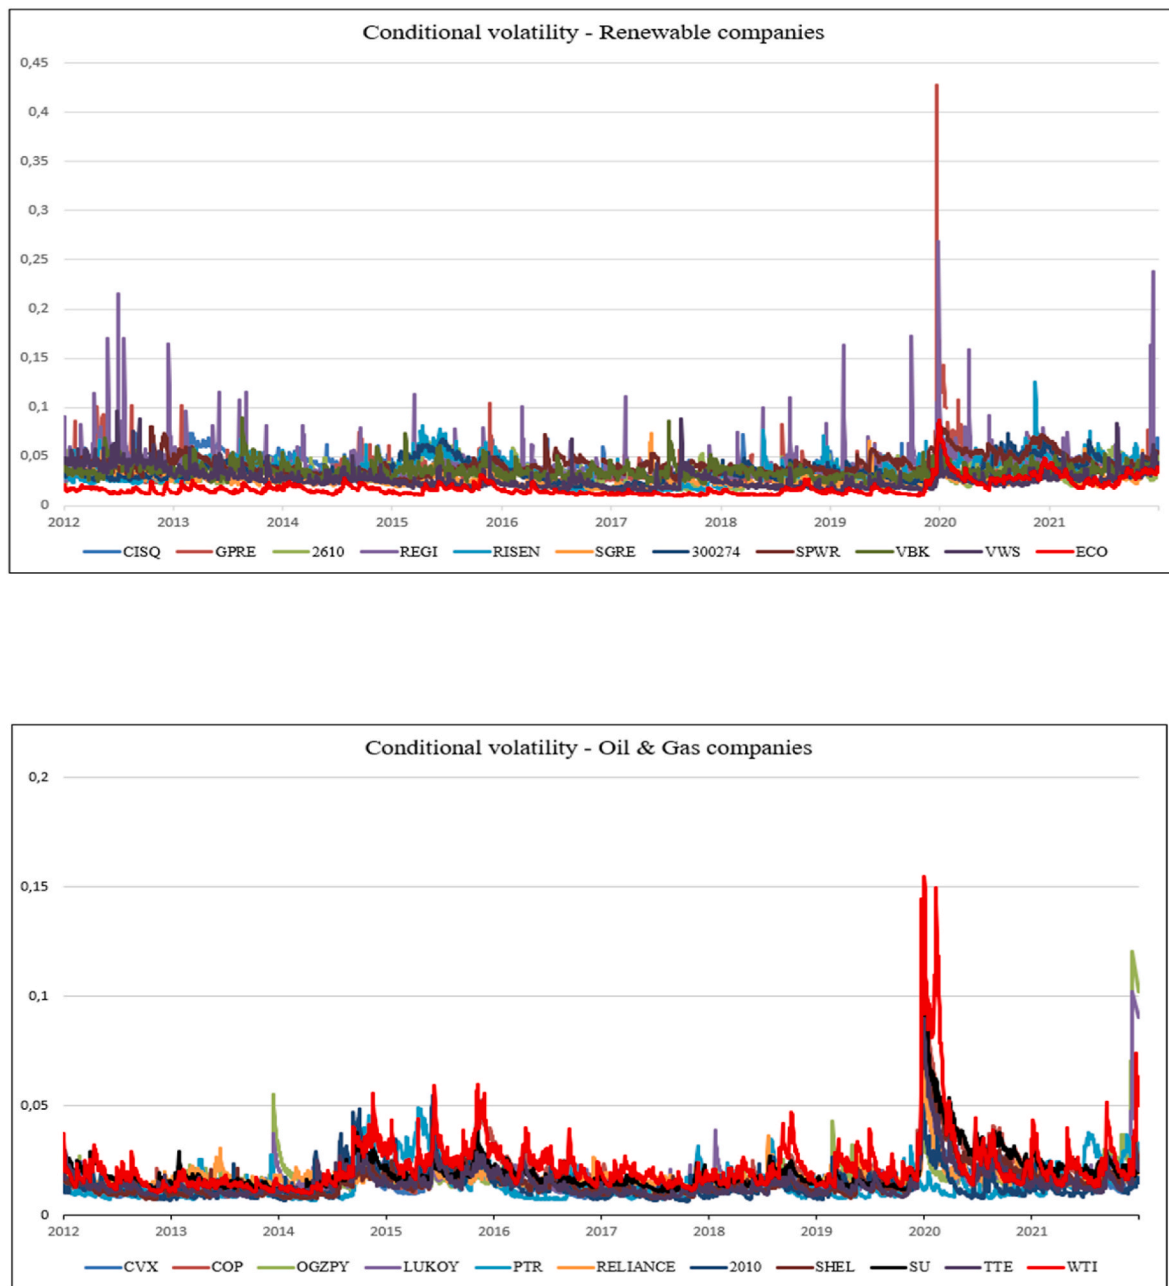 Conditional volatility - Renewable companies
0,45
0,4
0,35
0,3
0,25
0,2
0,15
0,1
0,05
0
2012 2013 2014 2015 2016 2017 2018 2019 2020 2021
CISQ GPRE 2610 REGI RISEN SGRE 300274 SPWR VBK VWS ECO
Conditional volatility - Oil & Gas companies
0,2
0,15
0,1
0,05
0
2012 2013 2014 2015 2016 2017 2018 2019 2020 2021
CVX COP OGZPY LUKOY PTR RELIANCE 2010 SHEL SU TTE WTI